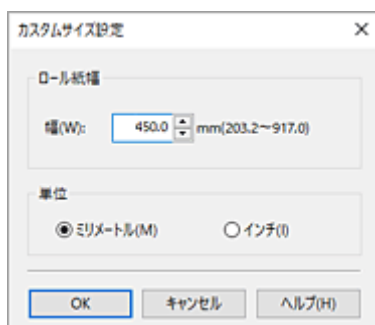 カスタムサイズ設定
ロール紙幅
幅(W): 450.0 mm(203.2～917.0)
単位
ミリメートル(M) インチ(I)
OK キャンセル ヘルプ(H)